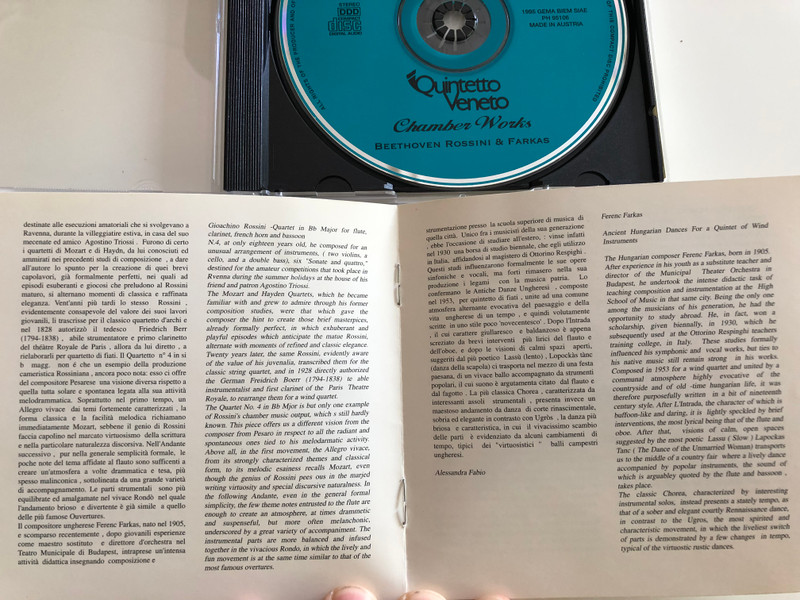 ALL RIGHTS OF THE PRODUCER AND OF
STEREO
DDD
COMPACT
disc
DIGITAL AUDIO
1996 GEMA BIEM SIAE
MADE IN AUSTRIA
Quintetto
Veneto
Chamber Works
BEETHOVEN ROSSINI & FARKAS
destinate alle esecuzioni amatoriali che si svolgevano a
Ravenna, durante la villeggiatire estiva, in casa del suo
mecenate ed amico Agostino Triossi . Furono di certo
i quartetti di Mozart e di Haydn, da lui conosciuti ed
ammirati nei precedenti studi di composizione , a dare
all'autore lo spunto per la creazione di quei brevi
capolavori, già formalmente perfetti, nei quali ad
episodi esuberanti e giocosi che preludono al Rossini
maturo, si alternano momenti di classica e raffinata
eleganza. Vent'anni più tardi lo stesso Rossini ,
evidentemente consapevole del valore dei suoi lavori
giovanili, li trascrisse per il classico quartetto d'archi e
nel 1828 autorizzò il tedesco Friedrich Berr
(1794-1838) , abile strumentatore e primo clarinetto
del théâtre Royale de Paris , allora da lui diretto , a
rielaborarli per quartetto di fiati. Il Quartetto n° 4 in si
b magg. non è che un esempio della produzione
cameristica Rossiniana , ancora poco nota: esso ci offre
del compositore Pesarese una visione diversa rispetto a
quella tutta solare e spontanea legata alla sua attività
melodrammatica. Soprattutto nel primo tempo, un
Allegro vivace dai temi fortemente caratterizzati , la
forma classica e la facilità melodica richiamano
immediatamente Mozart, sebbene il genio di Rossini
faccia capolino nel marcato virtuosismo della scrittura
e nella particolare naturalezza discorsiva. Nell'Andante
successivo , pur nella generale semplicità formale, le
poche note del tema affidate al flauto sono sufficienti a
creare un'atmosfera a volte drammatica e tesa, più
spesso malinconica , sottolineata da una grande varietà
di accompagnamento. Le parti strumentali sono più
equilibrate ed amalgamate nel vivace Rondò nel quale
l'andamento brioso e divertente è già simile a quello
delle più famose Ouvertures.
Il compositore ungherese Ferenc Farkas, nato nel 1905,
e scomparso recentemente , dopo giovanili esperienze
come maestro sostituto e direttore d'orchestra nel
Teatro Municipale di Budapest, intraprese un'intensa
attività didattica insegnando composizione e
Gioachino Rossini -Quartet in Bb Major for flute,
clarinet, french horn and bassoon
N.4, at only eighteen years old, he composed for an
unusual arrangement of instruments, ( two violins, a
cello, and a double bass), six "Sonate and quattro,"
destined for the amateur competitions that took place in
Rvenna during the summer holidays at the house of his
friend and patron Agostino Triossi.
The Mozart and Haydn Quartets, which he became
familiar with and grew to admire through his former
composition studies, were that which gave the
composer the hint to create those brief masterpieces,
already formally perfect, in which exhuberant and
playful episodes which anticipate the matue Rossini,
alternate with moments of refined and classic elegance.
Twenty years later, the same Rossini, evidently aware
of the value of his juvenalia, transcribed them for the
classic string quartet, and in 1928 directly authorized
the German Friedrich Beerr (1794-1838) te able
instrumentalist and first clarinet of the Paris Theatre
Royale, to rearrange them for a wind quartet.
The Quartet No. 4 in Bb Mjor is but only one example
of Rossini's chamber music output, which s still hardly
known. This piece offers us a different vision from the
composer from Pesaro in respect to all the radiant and
spontaneous ones tied to his melodarmatic activity.
Above all, in the first movement, the Allegro vivace,
from its strongly characterized themes and classical
form, to its melodic esainess recalls Mozart, even
though the genius of Rossini pees ous in the marjed
writing virtuosity and special discursive naturalness. In
the following Andante, even in the general formal
simplicity, the few theme notes entrusted to the flute are
enough to create an atmosphere, at times drammetic
and suspenseful, but more often melanchonic,
underscored by a great variety of accompaniment. The
instrumental parts are more balanced and infused
together in the vivacious Rondo, in which the lively and
fun movement is at the same time similar to that of the
most famous overtures.
strumentazione presso la scuola superiore di musica di
quella città. Unico fra i musicisti della sua generazione
, ebbe l'occasione di studiare all'estero, : vinse infatti
, nel 1930 una borsa di studio biennale, che egli utilizzò
in Italia, affidandosi al magistero di Ottorino Respighi .
Questi studi influenzarono formalmente le sue opere
sinfoniche e vocali, ma forti rimasero nella sua
produzione i legami con la musica patria. Lo
confermano le Antiche Danze Ungheresi , composte
nel 1953, per quintetto di fiati , unite ad una comune
atmosfera altamente evocativa del paesaggio e della
vita ungherese di un tempo , e quindi volutamente
scritte in uno stile poco 'novecentesco' . Dopo l'Intrada
, il cui carattere giullaresco e baldanzoso è appena
screziato da brevi interventi più lirici del flauto e
dell'oboe, e dopo le visioni di calmi spazi aperti,
suggeriti dal più poetico Lassù (lento) , Lopockàs tànc
(danza della scapola) ci trasporta nel mezzo di una festa
paesana, di un vivace ballo accompagnato da strumenti
popolari, il cui suono è argutamente citato dal flauto e
dal fagotto . La più classica Chorea , caratterizzata da
interessanti assoli strumentali , presenta invece un
maestoso andamento da danza di corte rinascimentale,
sobria ed elegante in contrasto con Ugròs , la danza più
briosa e caratteristica, in cui il vivacissimo scambio
delle parti è evidenziato da alcuni cambiamenti di
tempo, tipici dei "virtuosistici " balli campestri
ungheresi.
Alessandra Fabio
Ferenc Farkas
Ancient Hungarian Dances For a Quintet of Wind
Instruments
The Hungarian composer Ferenc Farkas, born in 1905.
After experience in his youth as a substitute teacher and
director of the Municipal Theater Orchestra in
Budapest, he undertook the intense didactic task of
teaching composition and instrumentation at the High
School of Music in that same city. Being the only one
among the musicians of his generation, he had the
opportunity to study abroad. He, in fact, won a
scholarship, given biennally, in 1930, which he
subsequently used at the Ottorino Respighi teachers
training college, in Italy. These studies formally
influenced his symphonic and vocal works, but ties to
his native music still remain strong in his works.
Composed in 1953 for a wind quartet and united by a
communal atmosphere highly evocative of the
countryside and of old -time hungarian life, it was
therefore purposefully written in a bit of nineteenth
century style. After L'Intrada, the character of which is
buffoon-like and daring, it is lightly speckled by brief
interventions, the most lyrical being that of the flute and
oboe. After that, visions of calm, open spaces
suggested by the most poetic Lassu ( Slow ) Lapockas
Tanc ( The Dance of the Unmarried Woman) transports
us to the middle of a country fair where a lively dance
accompanied by popolar instruments, the sound of
which is arguabley quoted by the flute and bassoon ,
takes place.
The classic Chorea, characterized by interesting
instrumental solos, instead presents a stately tempo, as
that of a sober and elegant courtly Rennaissance dance,
in contrast to the Ugros, the most spirited and
characteristic movement, in which the liveliest switch
of parts is demonstrated by a few changes in tempo,
typical of the virtuostic rustic dances.